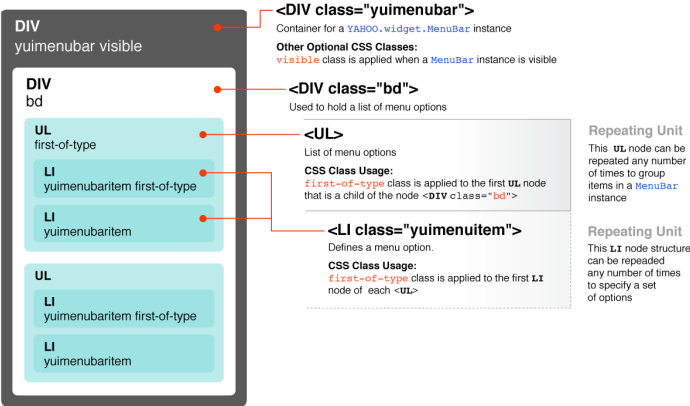 DIV
yuimenubar visible
DIV
bd
UL
first-of-type
LI
yuimenubaritem first-of-type
LI
yuimenubaritem
UL
LI
yuimenubaritem first-of-type
LI
yuimenubaritem
<DIV class="yuimenubar">
Container for a YAHOO.widget.MenuBar instance
Other Optional CSS Classes:
visible class is applied when a MenuBar instance is visible
<DIV class="bd">
Used to hold a list of menu options
<UL>
List of menu options
CSS Class Usage:
first-of-type class is applied to the first UL node
that is a child of the node <DIV class="bd">
Repeating Unit
This UL node can be
repeated any number
of times to group
items in a MenuBar
instance
<LI class="yuimenuitem">
Defines a menu option.
CSS Class Usage:
first-of-type class is applied to the first LI
node of each <UL>
Repeating Unit
This LI node structure
can be repeaded
any number of times
to specify a set
of options